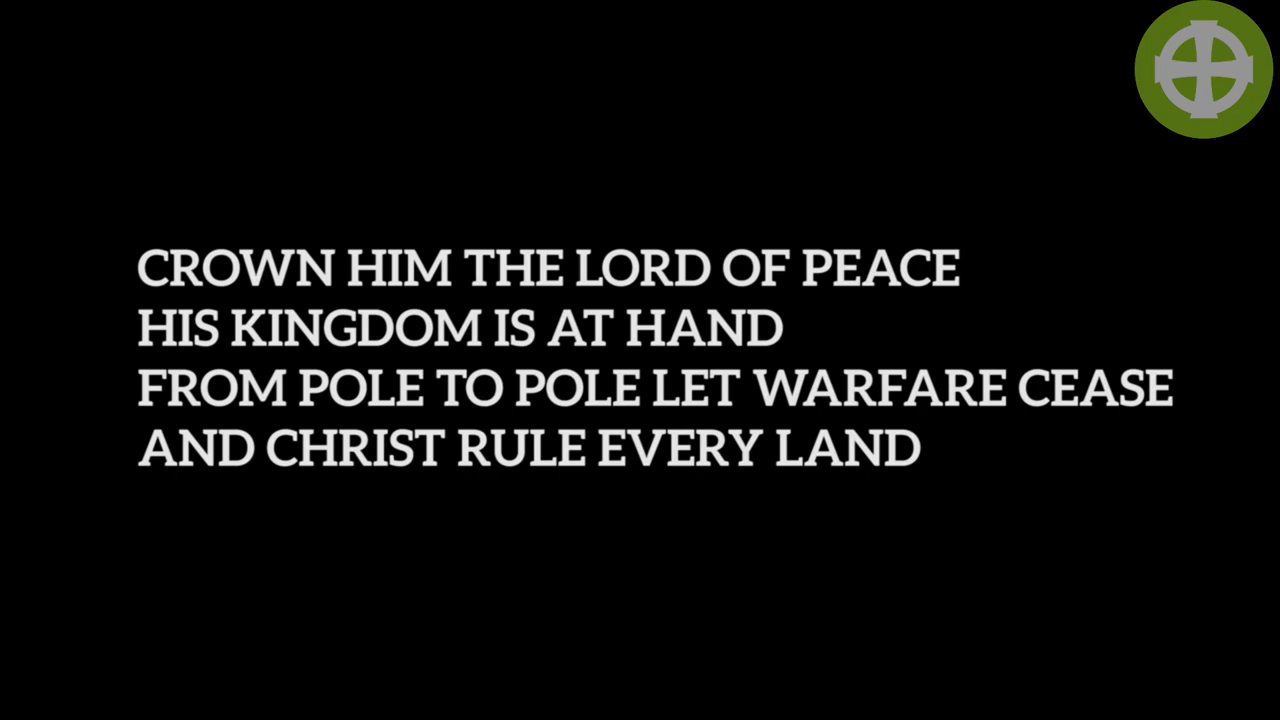 CROWN HIM THE LORD OF PEACE
HIS KINGDOM IS AT HAND
FROM POLE TO POLE LET WARFARE CEASE
AND CHRIST RULE EVERY LAND